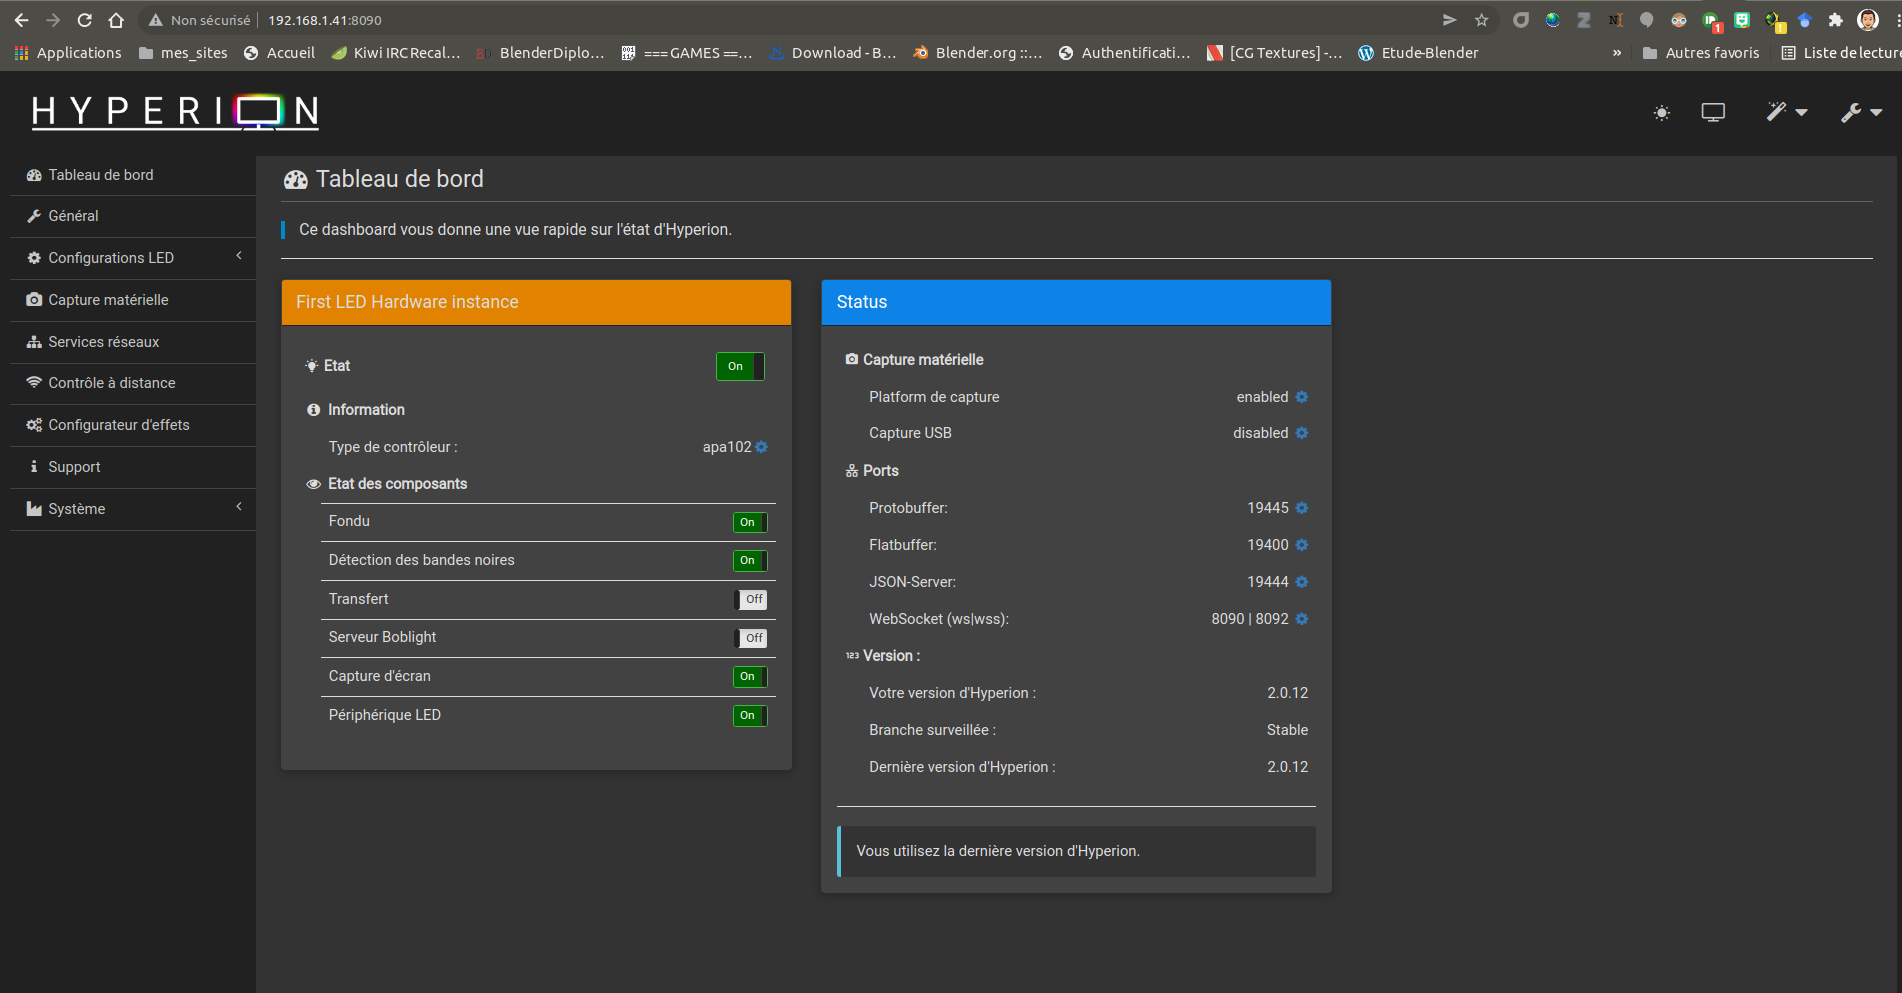 Non sécurisé 192.168.1.41:8090
Applications mes_sites Accueil Kiwi IRC Recal... BlenderDiplo... ===GAMES ==... Download - B... Blender.org ::... Authentificati... [CG Textures] -... Etude-Blender » Autres favoris Liste de lecture
HYPERION
Tableau de bord
Général
Configurations LED
Capture matérielle
Services réseaux
Contrôle à distance
Configurateur d'effets
Support
Système
Tableau de bord
Ce dashboard vous donne une vue rapide sur l'état d'Hyperion.
First LED Hardware instance
Etat On
Information
Type de contrôleur : apa102
Etat des composants
Fondu On
Détection des bandes noires On
Transfert Off
Serveur Boblight Off
Capture d'écran On
Périphérique LED On
Status
Capture matérielle
Platform de capture enabled
Capture USB disabled
Ports
Protobuffer: 19445
Flatbuffer: 19400
JSON-Server: 19444
WebSocket (ws|wss): 8090 | 8092
123 Version :
Votre version d'Hyperion : 2.0.12
Branche surveillée : Stable
Dernière version d'Hyperion : 2.0.12
Vous utilisez la dernière version d'Hyperion.